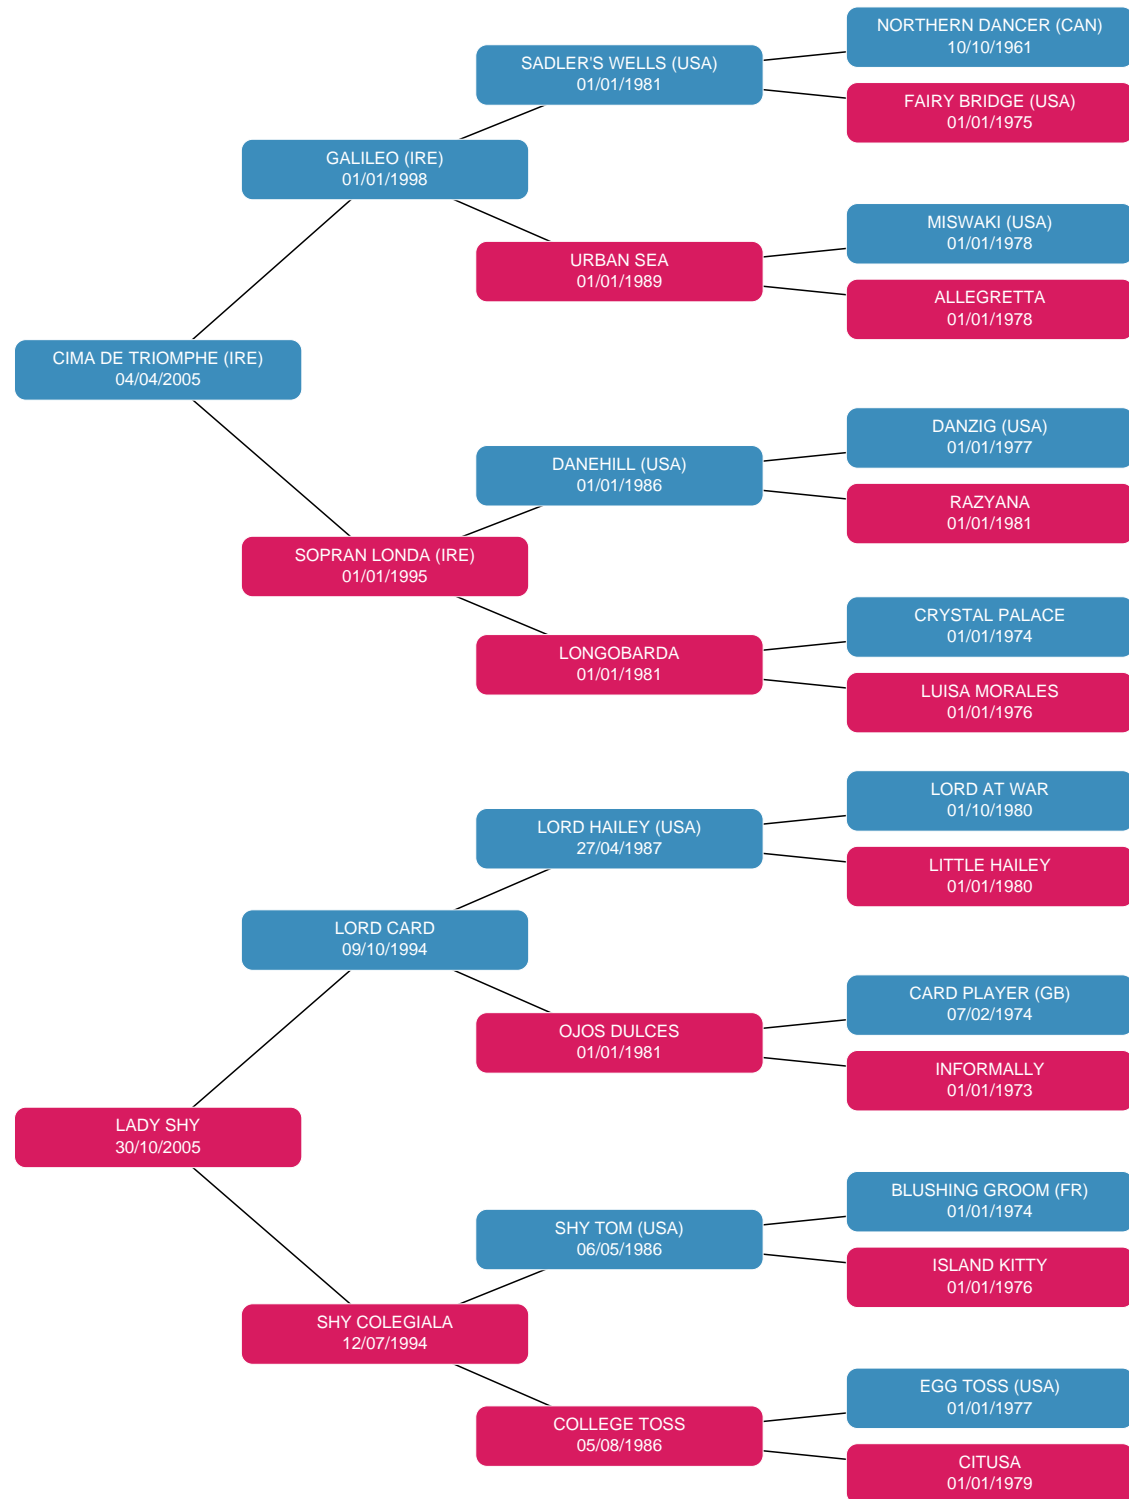 NORTHERN DANCER (CAN)
10/10/1961
SADLER'S WELLS (USA)
01/01/1981
FAIRY BRIDGE (USA)
01/01/1975
GALILEO (IRE)
01/01/1998
MISWAKI (USA)
01/01/1978
URBAN SEA
01/01/1989
ALLEGRETTA
01/01/1978
CIMA DE TRIOMPHE (IRE)
04/04/2005
DANZIG (USA)
01/01/1977
DANEHILL (USA)
01/01/1986
RAZYANA
01/01/1981
SOPRAN LONDA (IRE)
01/01/1995
CRYSTAL PALACE
01/01/1974
LONGOBARDA
01/01/1981
LUISA MORALES
01/01/1976
LORD AT WAR
01/10/1980
LORD HAILEY (USA)
27/04/1987
LITTLE HAILEY
01/01/1980
LORD CARD
09/10/1994
CARD PLAYER (GB)
07/02/1974
OJOS DULCES
01/01/1981
INFORMALLY
01/01/1973
LADY SHY
30/10/2005
BLUSHING GROOM (FR)
01/01/1974
SHY TOM (USA)
06/05/1986
ISLAND KITTY
01/01/1976
SHY COLEGIALA
12/07/1994
EGG TOSS (USA)
01/01/1977
COLLEGE TOSS
05/08/1986
CITUSA
01/01/1979